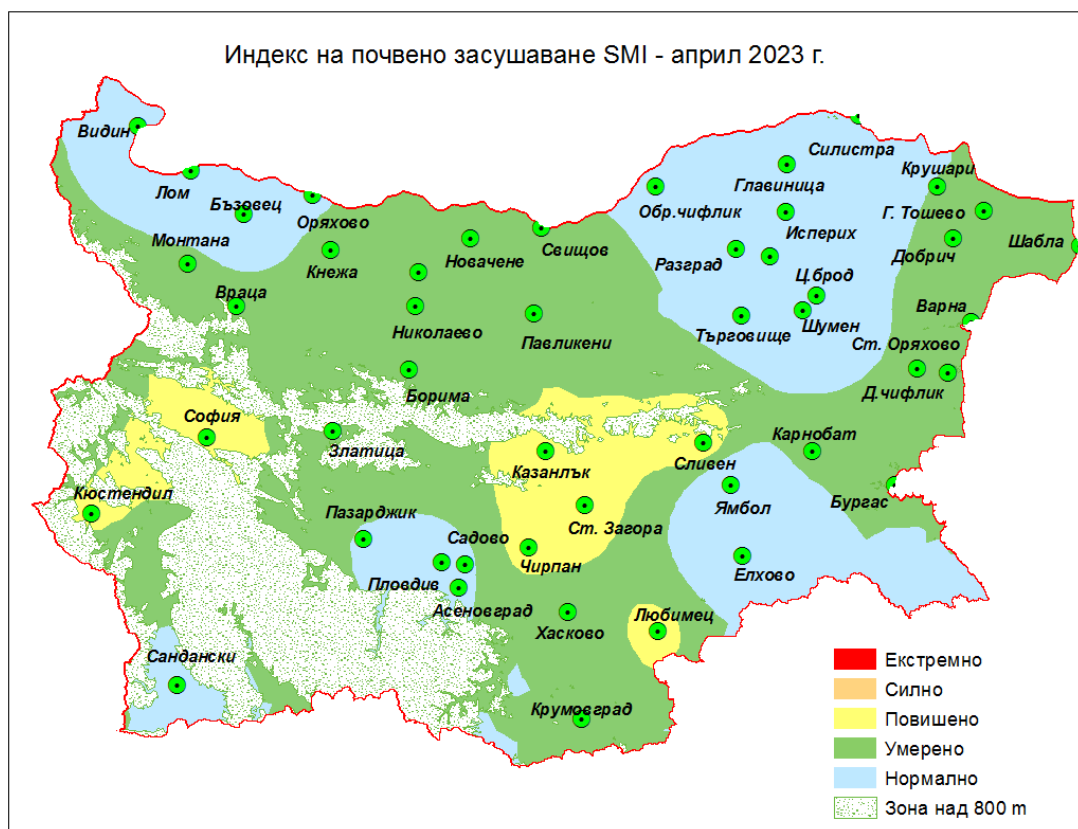 Индекс на почвено засушаване SMI - април 2023 г.
Видин
Силистра
Крушари
Лом
Главиница
Бъзовец
Обр.чифлик
Г. Тошево
Оряхово
Исперих
Монтана
Свищов
Шабла
Новачене
Добрич
Кнежа
Разград
Ц.брод
Враца
Варна
Николаево
Павликени
Търговище
Шумен
Ст. Оряхово
Борима
Д.чифлик
София
Златица
Карнобат
Казанлък
Сливен
Кюстендил
Ямбол
Бургас
Пазарджик
Ст. Загора
Садово
Чирпан
Елхово
Пловдив
Асеновград
Любимец
Хасково
Сандански
Крумовград
Екстремно
Силно
Повишено
Умерено
Нормално
Зона над 800 m